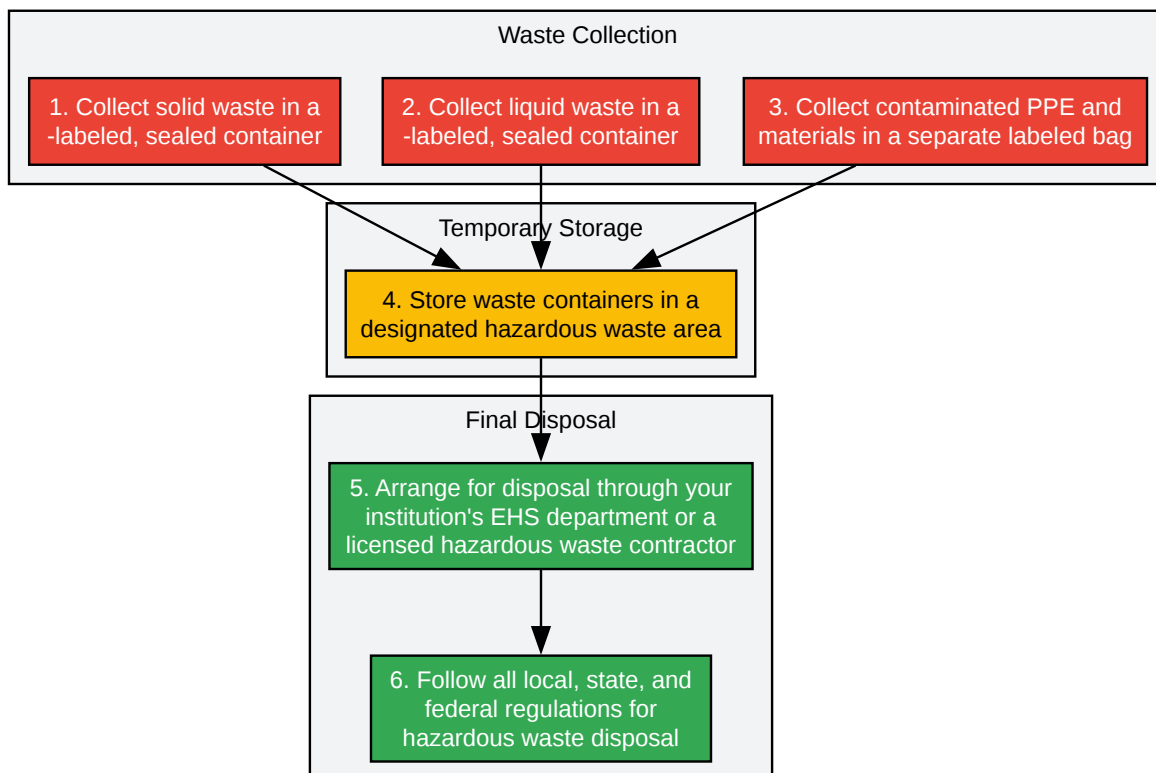 Waste Collection
1. Collect solid waste in a
-labeled, sealed container
2. Collect liquid waste in a
-labeled, sealed container
3. Collect contaminated PPE and
materials in a separate labeled bag
Temporary Storage
4. Store waste containers in a
designated hazardous waste area
Final Disposal
5. Arrange for disposal through your
institution's EHS department or a
licensed hazardous waste contractor
6. Follow all local, state, and
federal regulations for
hazardous waste disposal